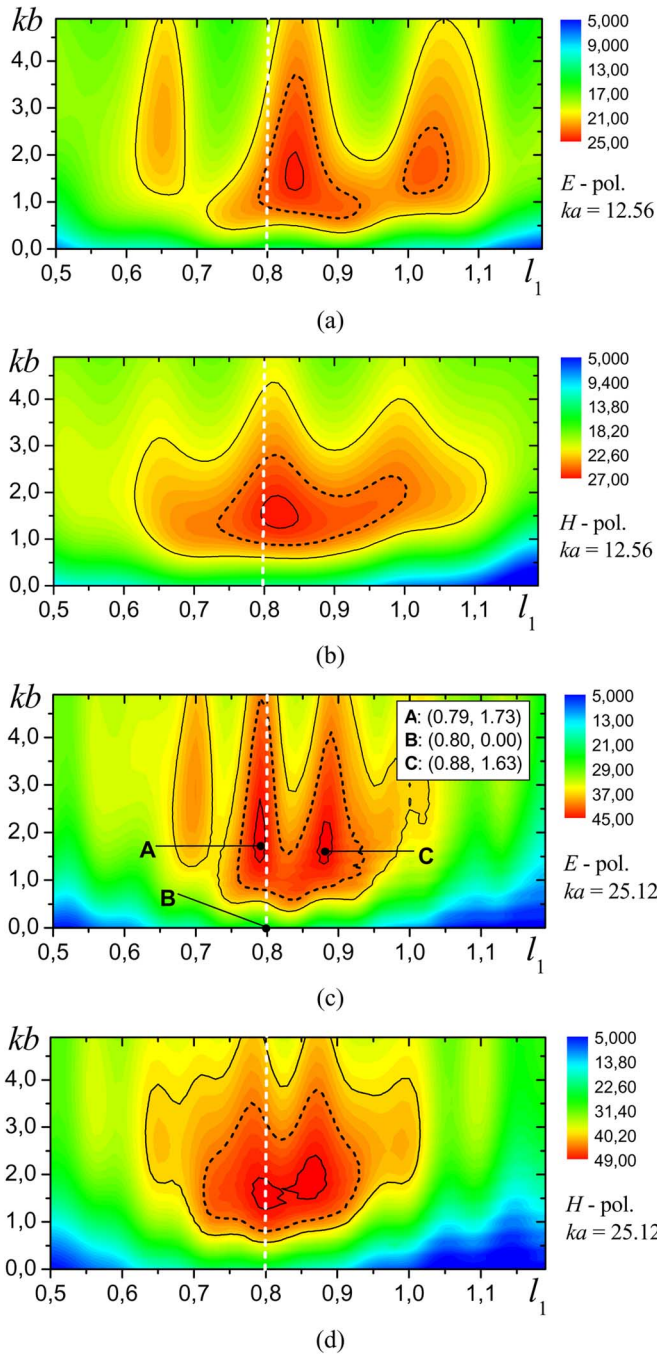 kb
4,0
3,0
2,0
1,0
0,0
0,5 0,6 0,7 0,8 0,9 1,0 1,1 l1
5,000
9,000
13,00
17,00
21,00
25,00
E - pol.
ka = 12.56
(a)
kb
4,0
3,0
2,0
1,0
0,0
0,5 0,6 0,7 0,8 0,9 1,0 1,1 l1
5,000
9,400
13,80
18,20
22,60
27,00
H - pol.
ka = 12.56
(b)
kb
4,0
3,0
2,0
1,0
0,0
0,5 0,6 0,7 0,8 0,9 1,0 1,1 l1
A: (0.79, 1.73)
B: (0.80, 0.00)
C: (0.88, 1.63)
A
B
C
5,000
13,00
21,00
29,00
37,00
45,00
E - pol.
ka = 25.12
(c)
kb
4,0
3,0
2,0
1,0
0,0
0,5 0,6 0,7 0,8 0,9 1,0 1,1 l1
5,000
13,80
22,60
31,40
40,20
49,00
H - pol.
ka = 25.12
(d)